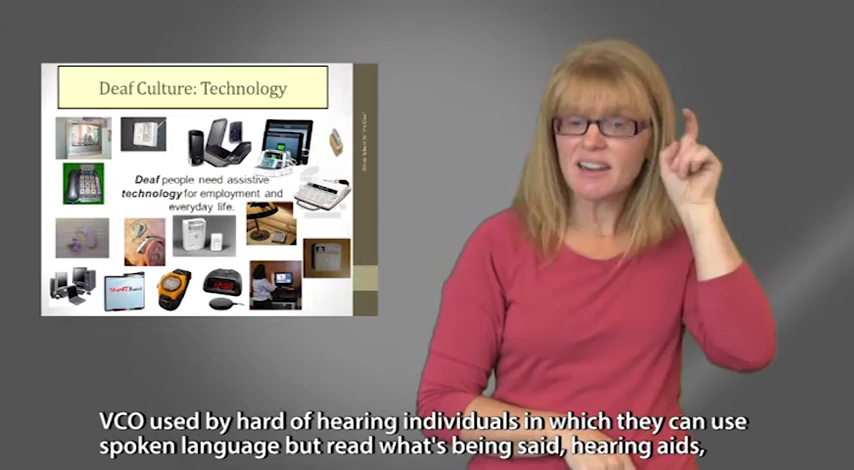 Deaf Culture: Technology
Deaf people need assistive
technology for employment and
everyday life.
VCO used by hard of hearing individuals in which they can use
spoken language but read what's being said, hearing aids,